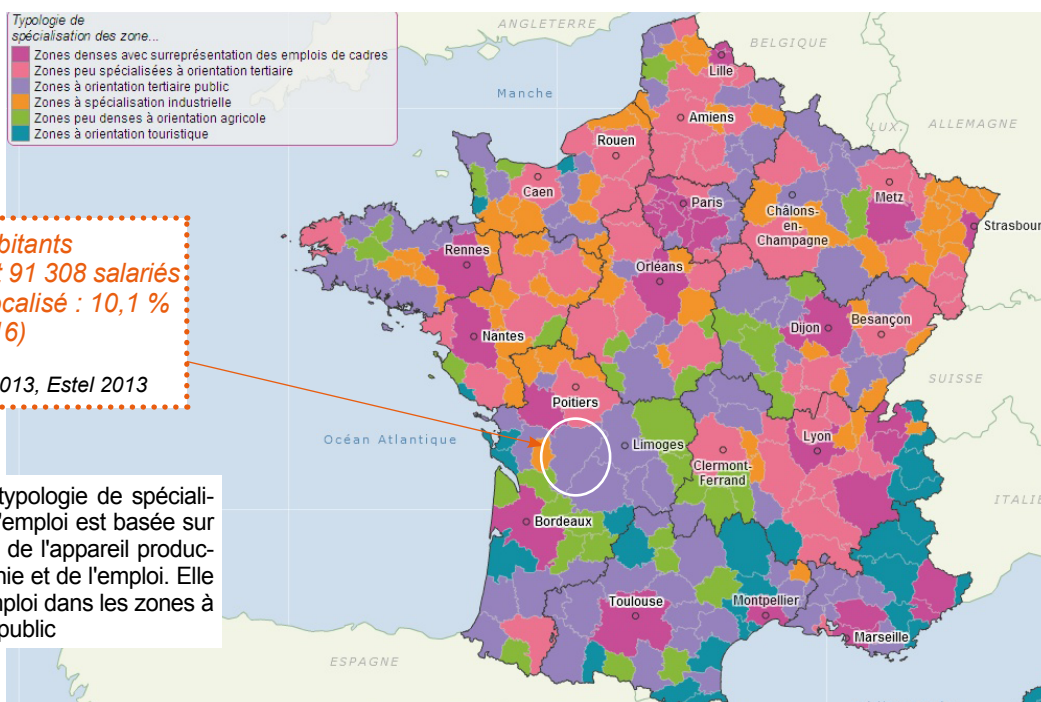 Typologie de
spécialisation des zone...
Zones denses avec surreprésentation des emplois de cadres
Zones peu spécialisées à orientation tertiaire
Zones à orientation tertiaire public
Zones à spécialisation industrielle
Zones peu denses à orientation agricole
Zones à orientation touristique
ANGLETERRE
BELGIQUE
Manche
LUX.
ALLEMAGNE
Lille
Amiens
Rouen
Caen
Paris
Metz
Châlons-
en-
Champagne
Strasbour
Rennes
Orléans
bitants
t 91 308 salariés
ocalisé : 10,1 %
16)
013, Estel 2013
Nantes
Dijon
Besançon
SUISSE
Poitiers
Océan Atlantique
Limoges
Lyon
Clermont-
Ferrand
ITALIE
typologie de spéciali-
'emploi est basée sur
de l'appareil produc-
nie et de l'emploi. Elle
nploi dans les zones à
public
Bordeaux
Toulouse
Montpellier
Marseille
ESPAGNE